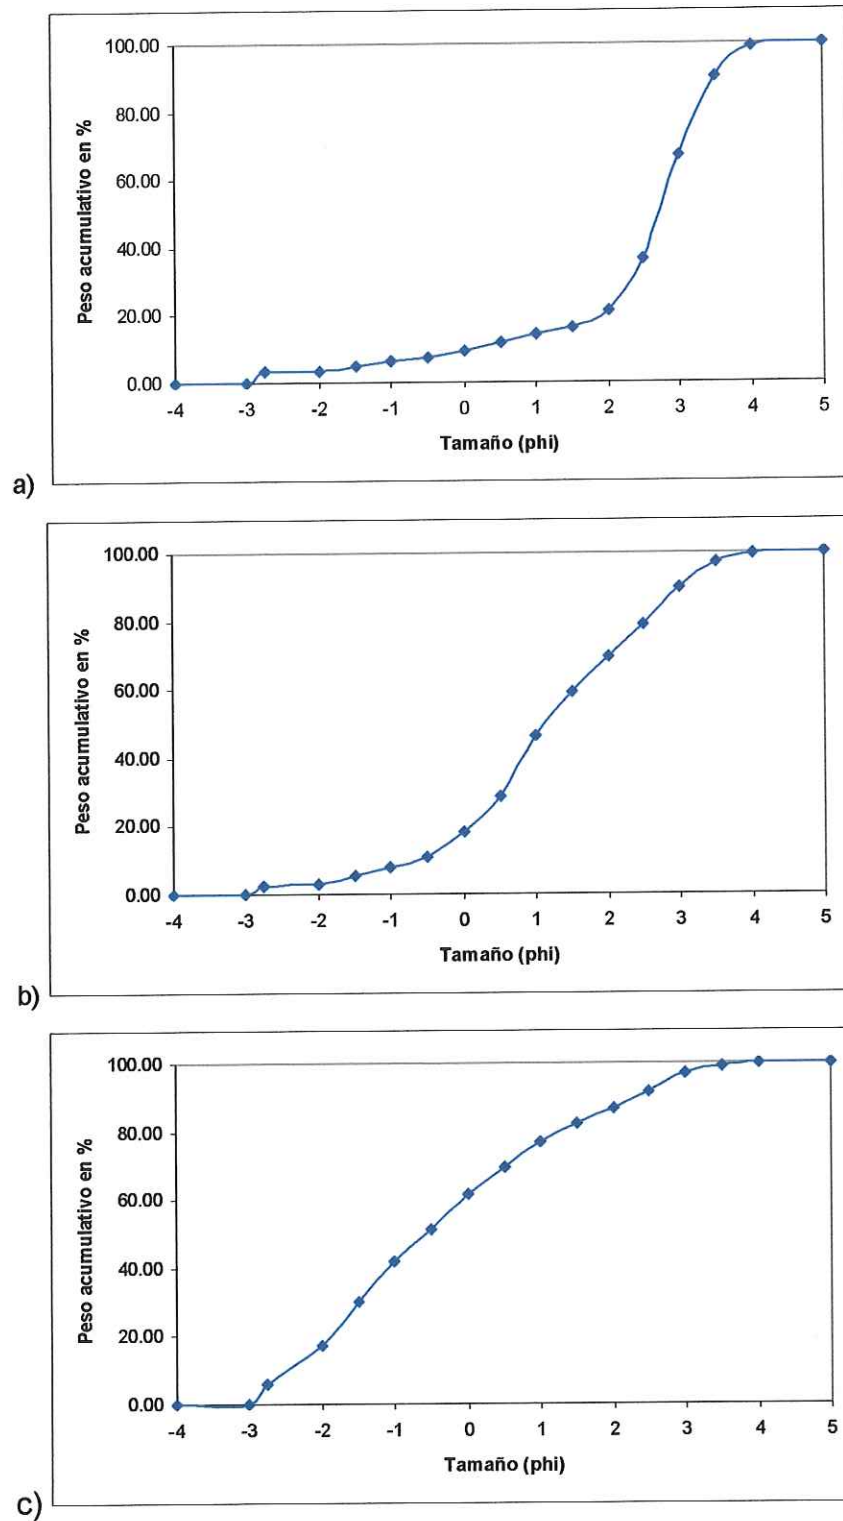 100.00
80.00
60.00
40.00
20.00
0.00
Peso acumulativo en %
-4 -3 -2 -1 0 1 2 3 4 5
Tamaño (phi)
a)
100.00
80.00
60.00
40.00
20.00
0.00
Peso acumulativo en %
-4 -3 -2 -1 0 1 2 3 4 5
Tamaño (phi)
b)
100.00
80.00
60.00
40.00
20.00
0.00
Peso acumulativo en %
-4 -3 -2 -1 0 1 2 3 4 5
Tamaño (phi)
c)